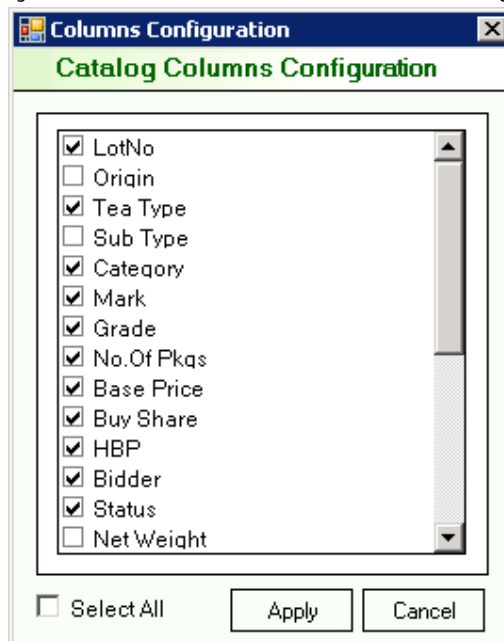 Columns Configuration
Catalog Columns Configuration
LotNo
Origin
Tea Type
Sub Type
Category
Mark
Grade
No.Of Pkgs
Base Price
Buy Share
HBP
Bidder
Status
Net Weight
Select All
Apply
Cancel